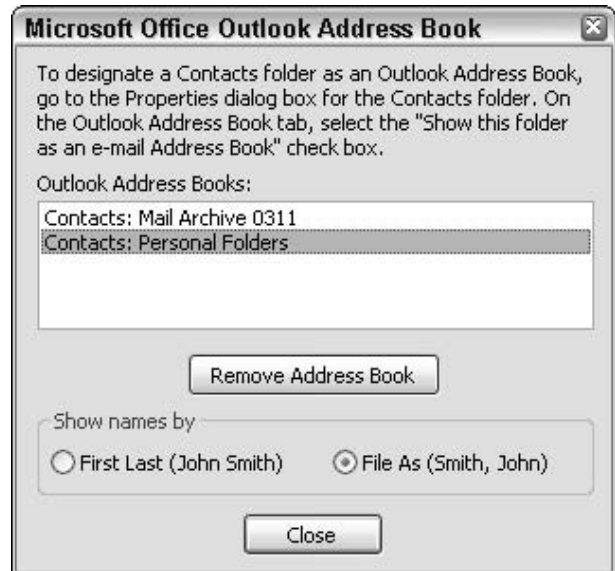 Microsoft Office Outlook Address Book
To designate a Contacts folder as an Outlook Address Book,
go to the Properties dialog box for the Contacts folder. On
the Outlook Address Book tab, select the "Show this folder
as an e-mail Address Book" check box.
Outlook Address Books:
Contacts: Mail Archive 0311
Contacts: Personal Folders
Remove Address Book
Show names by
First Last (John Smith) File As (Smith, John)
Close